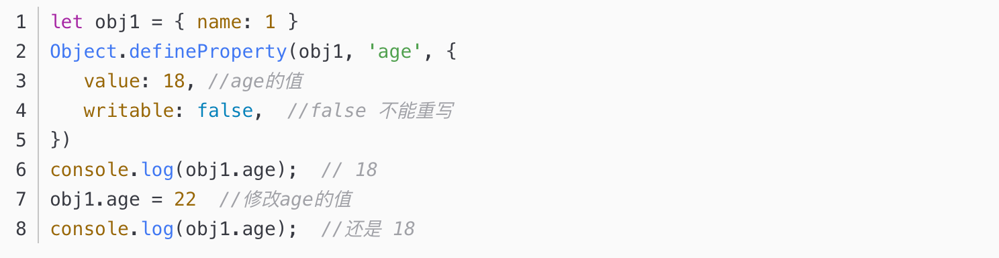 1 let obj1 = { name: 1 }
2 Object.defineProperty(obj1, 'age', {
3    value: 18, //age的值
4    writable: false,  //false 不能重写
5 })
6 console.log(obj1.age);  // 18
7 obj1.age = 22  //修改age的值
8 console.log(obj1.age);  //还是 18